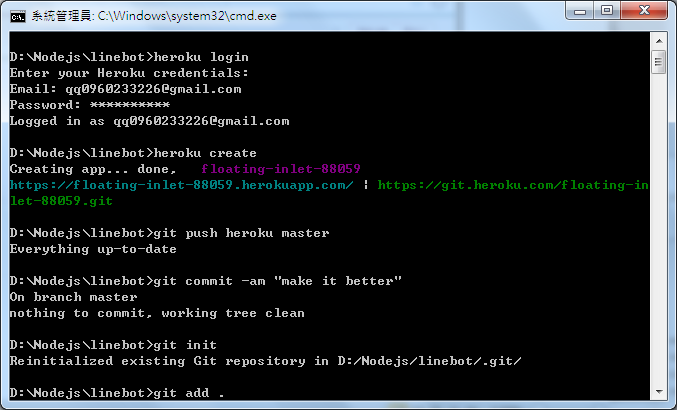 系統管理員: C:\Windows\system32\cmd.exe
D:\Nodejs\linebot>heroku login
Enter your Heroku credentials:
Email: qq0960233226@gmail.com
Password: **********
Logged in as qq0960233226@gmail.com
D:\Nodejs\linebot>heroku create
Creating app... done,   floating-inlet-88059
https://floating-inlet-88059.herokuapp.com/ | https://git.heroku.com/floating-in
let-88059.git
D:\Nodejs\linebot>git push heroku master
Everything up-to-date
D:\Nodejs\linebot>git commit -am "make it better"
On branch master
nothing to commit, working tree clean
D:\Nodejs\linebot>git init
Reinitialized existing Git repository in D:/Nodejs/linebot/.git/
D:\Nodejs\linebot>git add .